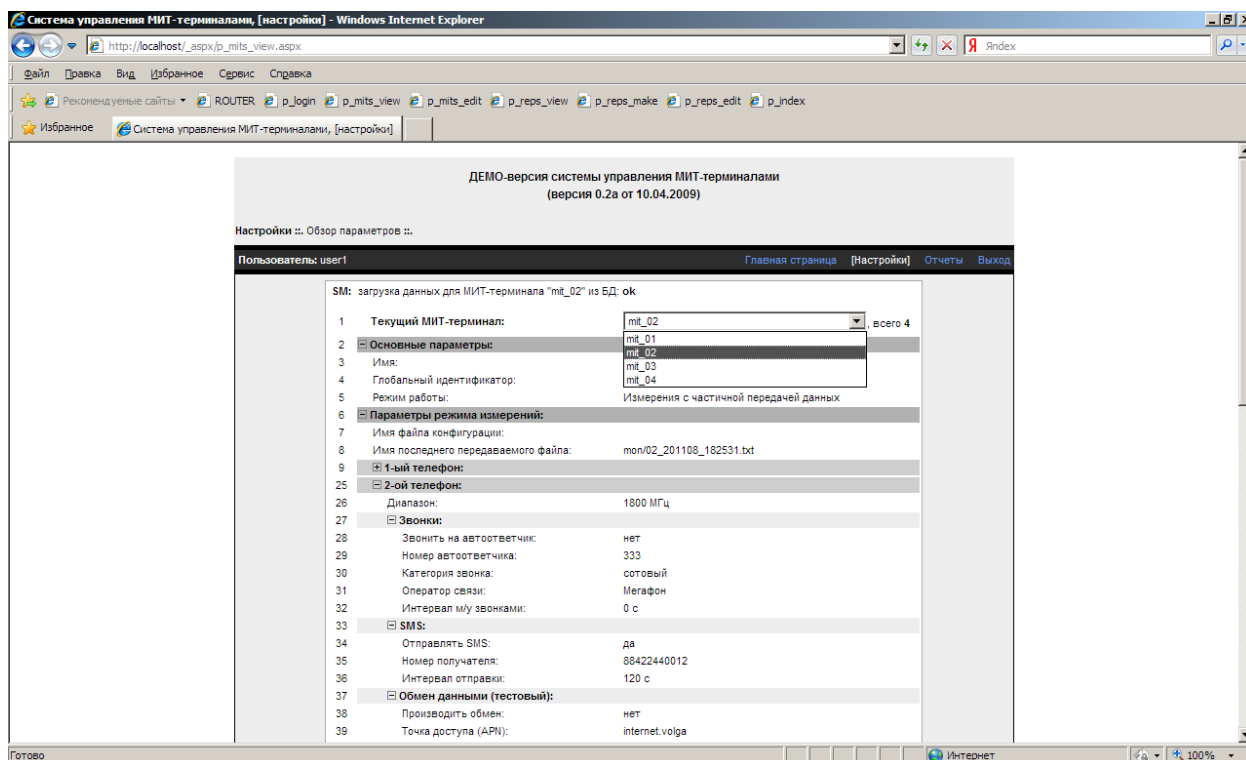 Система управления МИТ-терминалами, [настройки] - Windows Internet Explorer
http://localhost/_aspx/p_mits_view.aspx
Яndex
Файл Правка Вид Избранное Сервис Справка
Рекомендуемые сайты ROUTER p_login p_mits_view p_mits_edit p_reps_view p_reps_make p_reps_edit p_index
Избранное Система управления МИТ-терминалами, [настройки]
ДЕМО-версия системы управления МИТ-терминалами
(версия 0.2a от 10.04.2009)
Настройки ::. Обзор параметров ::.
Пользователь: user1 Главная страница [Настройки] Отчеты Выход
SM: загрузка данных для МИТ-терминала "mit_02" из БД: ok
1 Текущий МИТ-терминал: mit_02 , всего 4
mit_01
2 Основные параметры: mit_02
3 Имя: mit_03
4 Глобальный идентификатор: mit_04
5 Режим работы: Измерения с частичной передачей данных
6 Параметры режима измерений:
7 Имя файла конфигурации:
8 Имя последнего передаваемого файла: mon/02_201108_182531.txt
9 1-ый телефон:
25 2-ой телефон:
26 Диапазон: 1800 МГц
27 Звонки:
28 Звонить на автоответчик: нет
29 Номер автоответчика: 333
30 Категория звонка: сотовый
31 Оператор связи: Мегафон
32 Интервал м/у звонками: 0 с
33 SMS:
34 Отправлять SMS: да
35 Номер получателя: 88422440012
36 Интервал отправки: 120 с
37 Обмен данными (тестовый):
38 Производить обмен: нет
39 Точка доступа (APN): internet.volga
Готово Интернет 100%